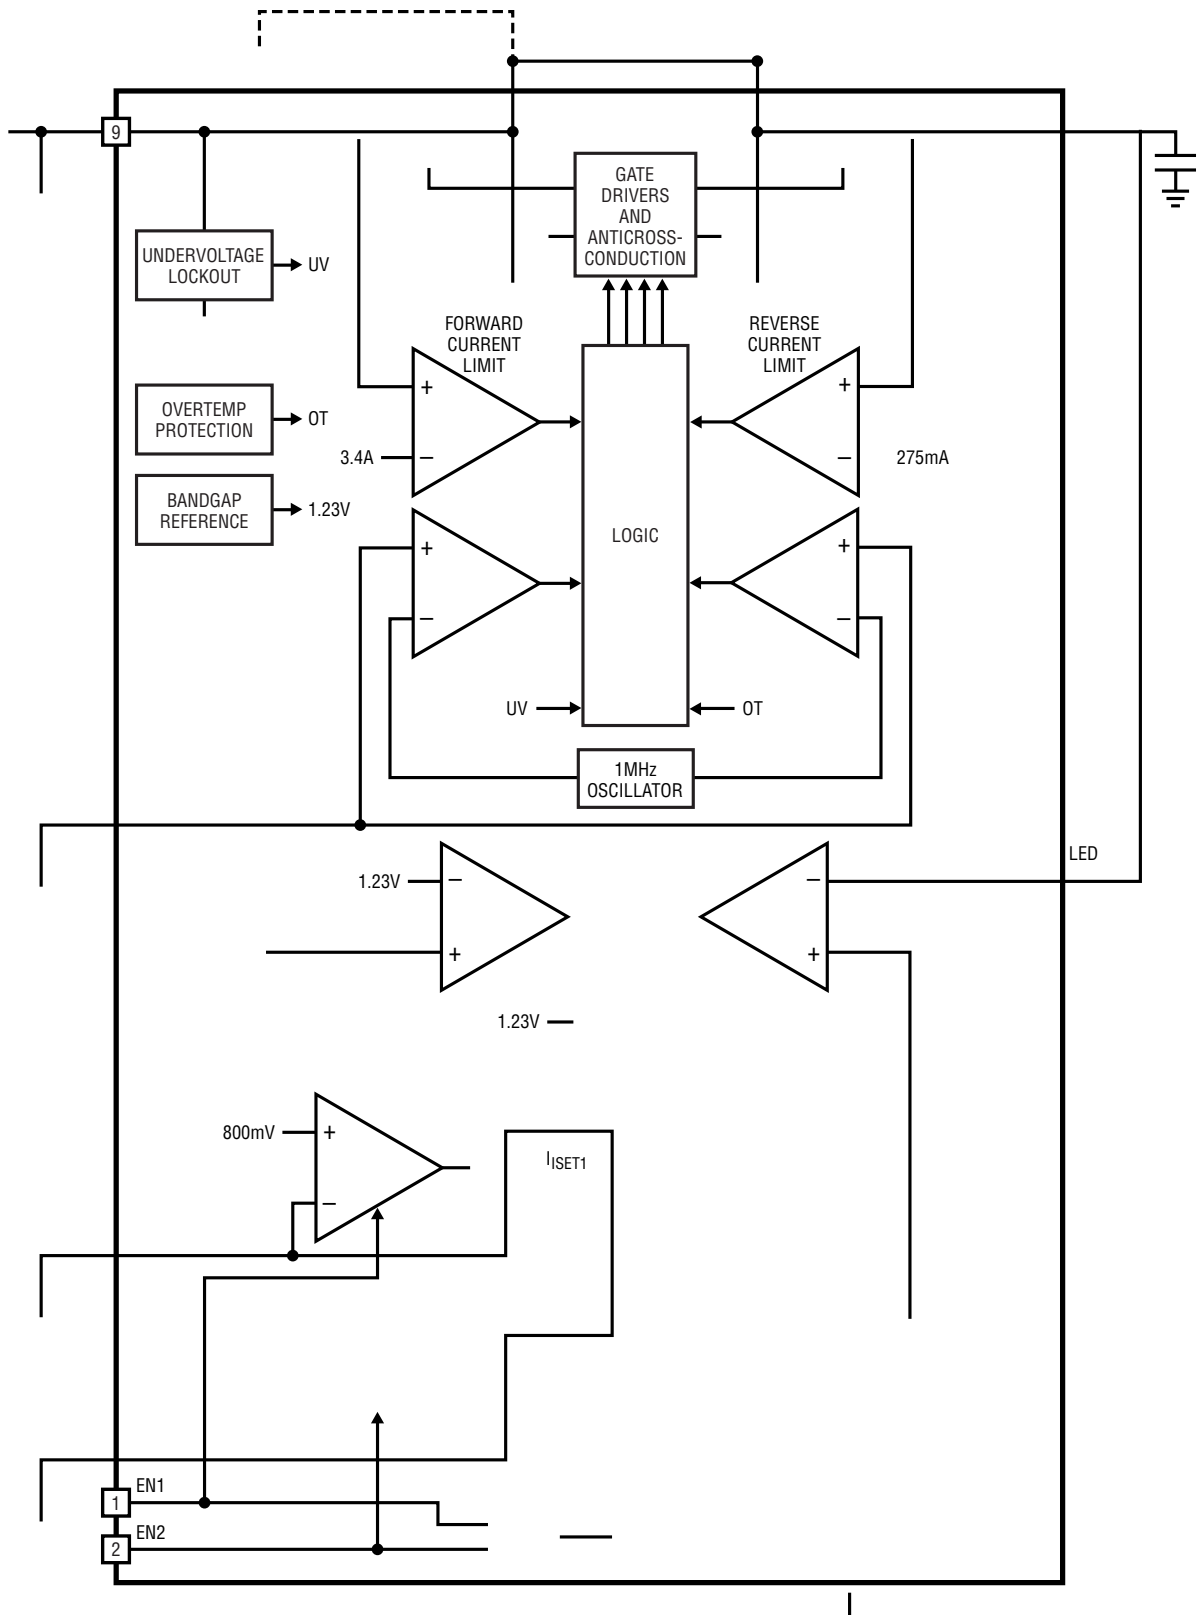 9
GATE
DRIVERS
AND
ANTICROSS-
CONDUCTION
UNDERVOLTAGE
LOCKOUT
UV
FORWARD
CURRENT
LIMIT
REVERSE
CURRENT
LIMIT
OVERTEMP
PROTECTION
OT
+
+
3.4A
–
–
275mA
BANDGAP
REFERENCE
1.23V
LOGIC
+
+
–
–
UV
OT
1MHz
OSCILLATOR
LED
1.23V
–
–
+
+
1.23V
800mV
+
–
IISET1
EN1
1
EN2
2